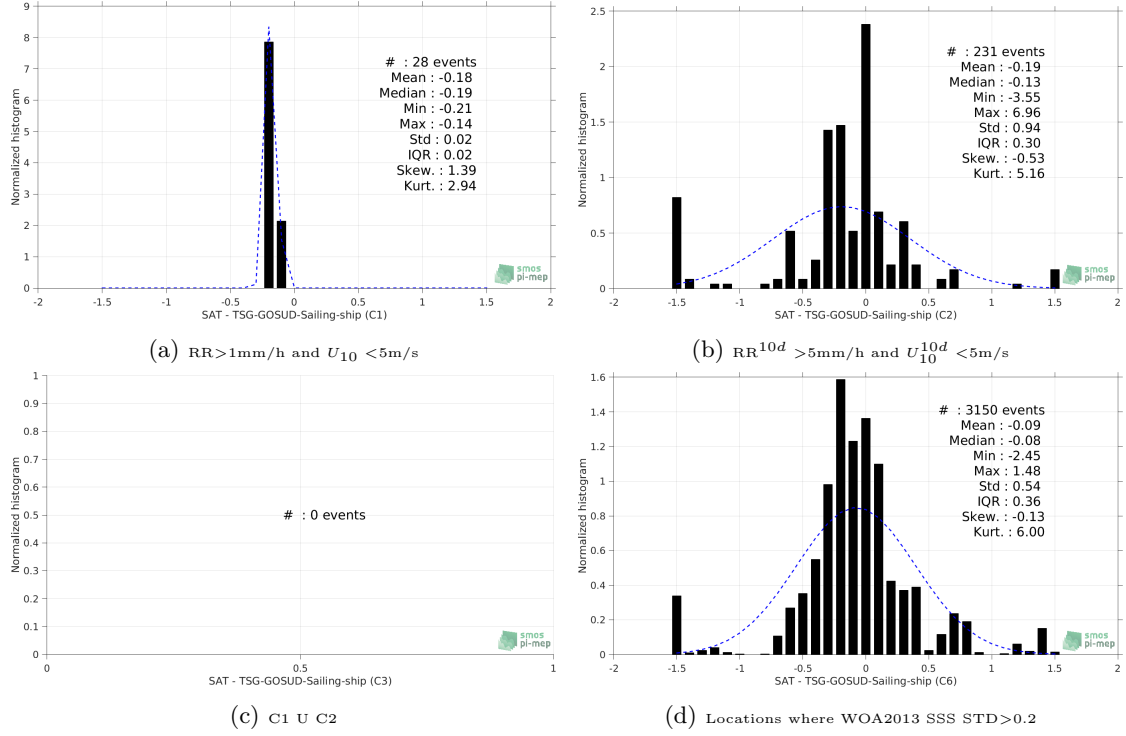 9
8
7
6
5
4
3
2
1
0
Normalized histogram
# : 28 events
Mean : -0.18
Median : -0.19
Min : -0.21
Max : -0.14
Std : 0.02
IQR : 0.02
Skew. : 1.39
Kurt. : 2.94
smos
pi-mep
-2 -1.5 -1 -0.5 0 0.5 1 1.5 2
SAT - TSG-GOSUD-Sailing-ship (C1)
(a) RR>1mm/h and U10 <5m/s
2.5
2
1.5
1
0.5
0
Normalized histogram
# : 231 events
Mean : -0.19
Median : -0.13
Min : -3.55
Max : 6.96
Std : 0.94
IQR : 0.30
Skew. : -0.53
Kurt. : 5.16
smos
pi-mep
-2 -1.5 -1 -0.5 0 0.5 1 1.5 2
SAT - TSG-GOSUD-Sailing-ship (C2)
(b) RR^10d >5mm/h and U10^10d <5m/s
1
0.9
0.8
0.7
0.6
0.5
0.4
0.3
0.2
0.1
0
Normalized histogram
# : 0 events
smos
pi-mep
0 0.5 1
SAT - TSG-GOSUD-Sailing-ship (C3)
(c) C1 U C2
1.6
1.4
1.2
1
0.8
0.6
0.4
0.2
0
Normalized histogram
# : 3150 events
Mean : -0.09
Median : -0.08
Min : -2.45
Max : 1.48
Std : 0.54
IQR : 0.36
Skew. : -0.13
Kurt. : 6.00
smos
pi-mep
-2 -1.5 -1 -0.5 0 0.5 1 1.5 2
SAT - TSG-GOSUD-Sailing-ship (C6)
(d) Locations where WOA2013 SSS STD>0.2